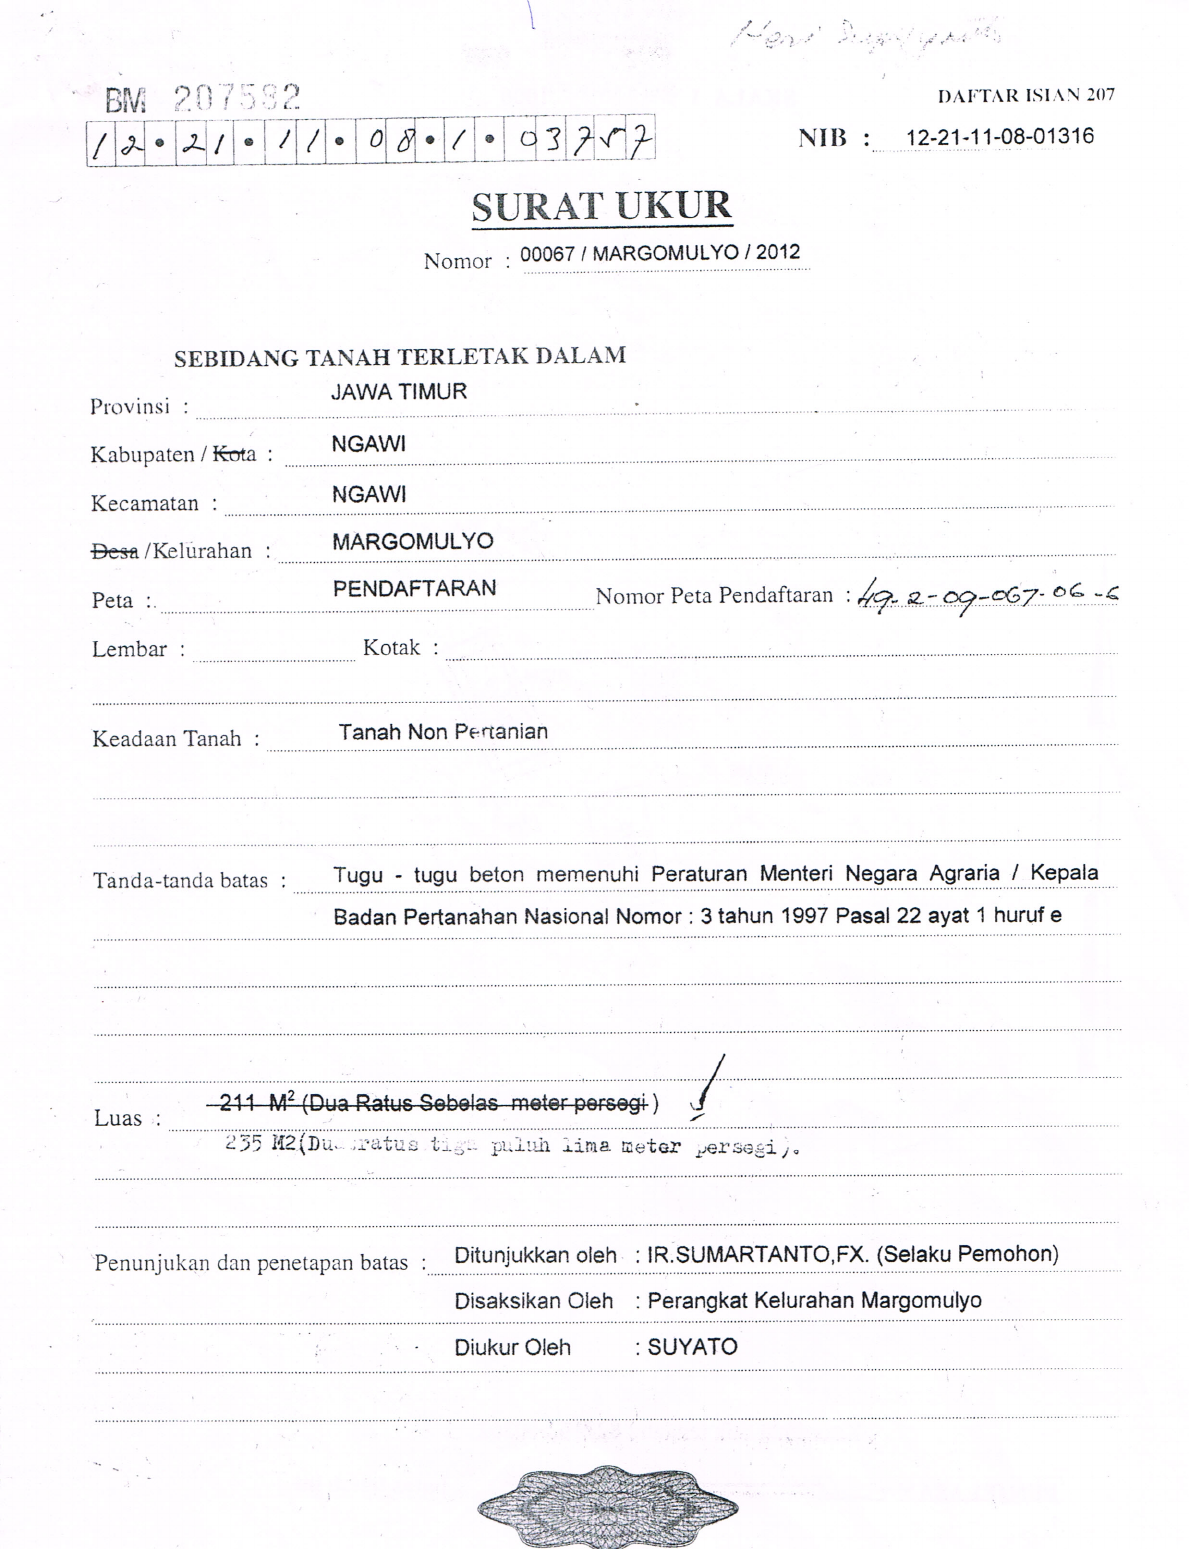 BM 207582
DAFTAR ISIAN 207
12.21.11.08.1.03757
NIB : 12-21-11-08-01316
SURAT UKUR
Nomor : 00067 / MARGOMULYO / 2012
SEBIDANG TANAH TERLETAK DALAM
Provinsi : JAWA TIMUR
Kabupaten / Kota : NGAWI
Kecamatan : NGAWI
Desa /Kelurahan : MARGOMULYO
Peta : PENDAFTARAN Nomor Peta Pendaftaran : 49.2-09-067-06-6
Lembar : Kotak :
Keadaan Tanah : Tanah Non Pertanian
Tanda-tanda batas : Tugu - tugu beton memenuhi Peraturan Menteri Negara Agraria / Kepala
Badan Pertanahan Nasional Nomor : 3 tahun 1997 Pasal 22 ayat 1 huruf e
Luas : 211 M² (Dua Ratus Sebelas meter persegi )
235 M2(Dua ratus tiga puluh lima meter persegi).
Penunjukan dan penetapan batas : Ditunjukkan oleh : IR.SUMARTANTO,FX. (Selaku Pemohon)
Disaksikan Oleh : Perangkat Kelurahan Margomulyo
Diukur Oleh : SUYATO